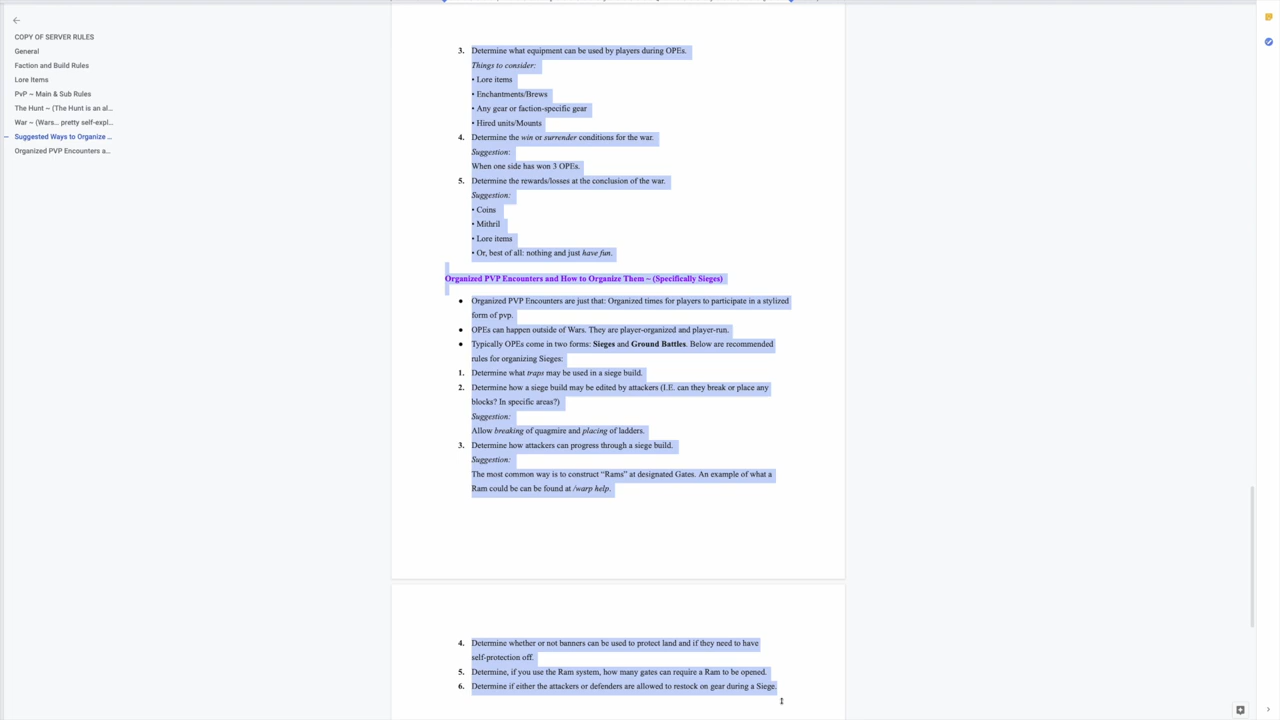 COPY OF SERVER RULES
General
Faction and Build Rules
Lore Items
PvP ~ Main & Sub Rules
The Hunt ~ (The Hunt is an al...
War ~ (Wars... pretty self-expl...
Suggested Ways to Organize ...
Organized PVP Encounters a...
3. Determine what equipment can be used by players during OPEs.
Things to consider:
• Lore items
• Enchantments/Brews
• Any gear or faction-specific gear
• Hired units/Mounts
4. Determine the win or surrender conditions for the war.
Suggestion:
When one side has won 3 OPEs.
5. Determine the rewards/losses at the conclusion of the war.
Suggestion:
• Coins
• Mithril
• Lore items
• Or, best of all: nothing and just have fun.
Organized PVP Encounters and How to Organize Them ~ (Specifically Sieges)
● Organized PVP Encounters are just that: Organized times for players to participate in a stylized
form of pvp.
● OPEs can happen outside of Wars. They are player-organized and player-run.
● Typically OPEs come in two forms: Sieges and Ground Battles. Below are recommended
rules for organizing Sieges:
1. Determine what traps may be used in a siege build.
2. Determine how a siege build may be edited by attackers (I.E. can they break or place any
blocks? In specific areas?)
Suggestion:
Allow breaking of quagmire and placing of ladders.
3. Determine how attackers can progress through a siege build.
Suggestion:
The most common way is to construct “Rams” at designated Gates. An example of what a
Ram could be can be found at /warp help.
4. Determine whether or not banners can be used to protect land and if they need to have
self-protection off.
5. Determine, if you use the Ram system, how many gates can require a Ram to be opened.
6. Determine if either the attackers or defenders are allowed to restock on gear during a Siege.